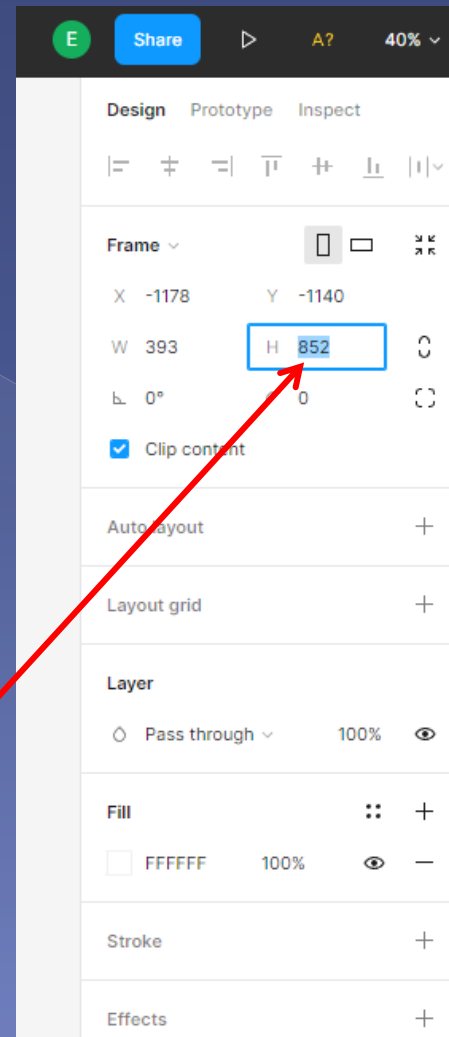 E Share A? 40%
Design Prototype Inspect
Frame
X -1178 Y -1140
W 393 H 852
0° 0
Clip content
Auto layout
Layout grid
Layer
Pass through 100%
Fill
FFFFFF 100%
Stroke
Effects